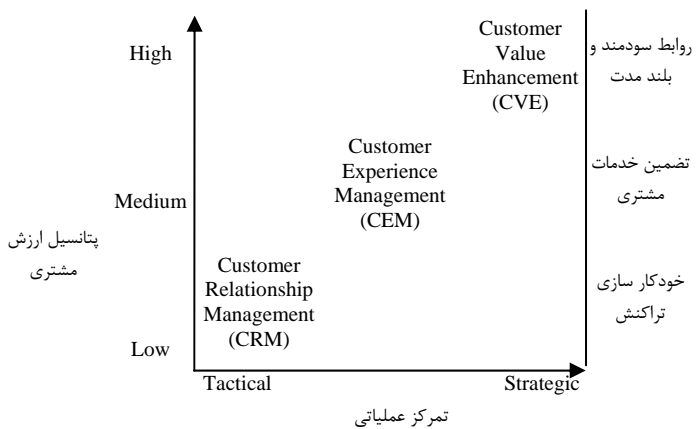 High
Customer
Value
Enhancement
(CVE)
روابط سودمند و
بلند مدت
Medium
Customer
Experience
Management
(CEM)
تضمین خدمات
مشتری
پتانسیل ارزش
مشتری
Customer
Relationship
Management
(CRM)
خودکار سازی
تراکنش
Low
Tactical
Strategic
تمرکز عملیاتی